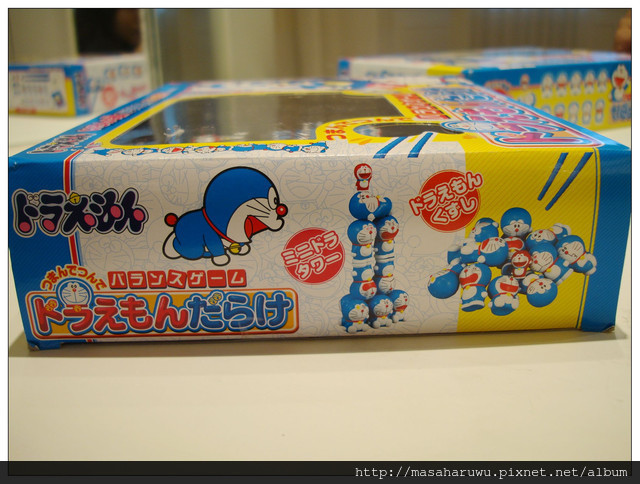 ドラえもん
つまんでつんで
バランスゲーム
ドラえもんだらけ
ミニドラ
タワー
ドラえもん
くずし
http://masaharuwu.pixnet.net/album